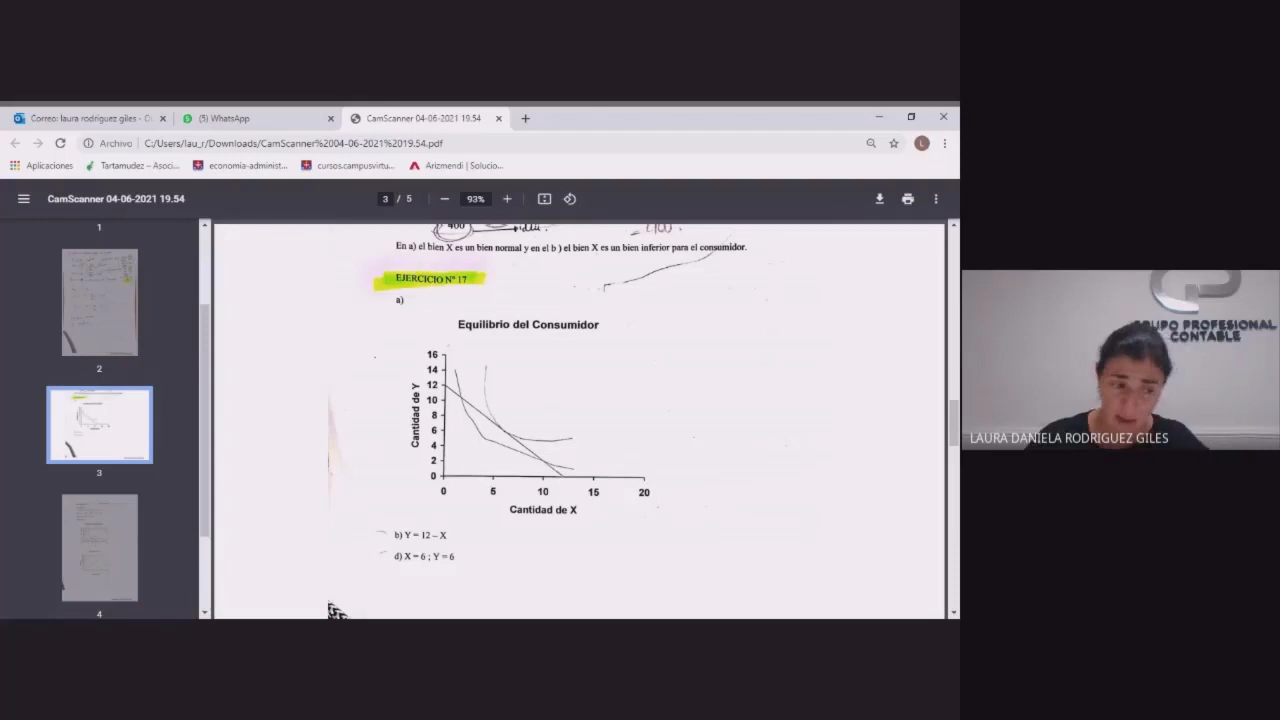 Correo: laura rodriguez giles - O
(5) WhatsApp
CamScanner 04-06-2021 19.54
Archivo
C:/Users/lau_r/Downloads/CamScanner%2004-06-2021%2019.54.pdf
L
Aplicaciones
Tartamudez – Asoci...
economia-administ...
cursos.campusvirtu...
Arizmendi | Solucio...
CamScanner 04-06-2021 19.54
3 / 5
93%
1
2
3
4
400
En a) el bien X es un bien normal y en el b ) el bien X es un bien inferior para el consumidor.
EJERCICIO N° 17
a)
Equilibrio del Consumidor
16
14
12
10
8
6
4
2
0
Cantidad de Y
0 5 10 15 20
Cantidad de X
b) Y = 12 – X
d) X = 6 ; Y = 6
GRUPO PROFESIONAL
CONTABLE
LAURA DANIELA RODRIGUEZ GILES